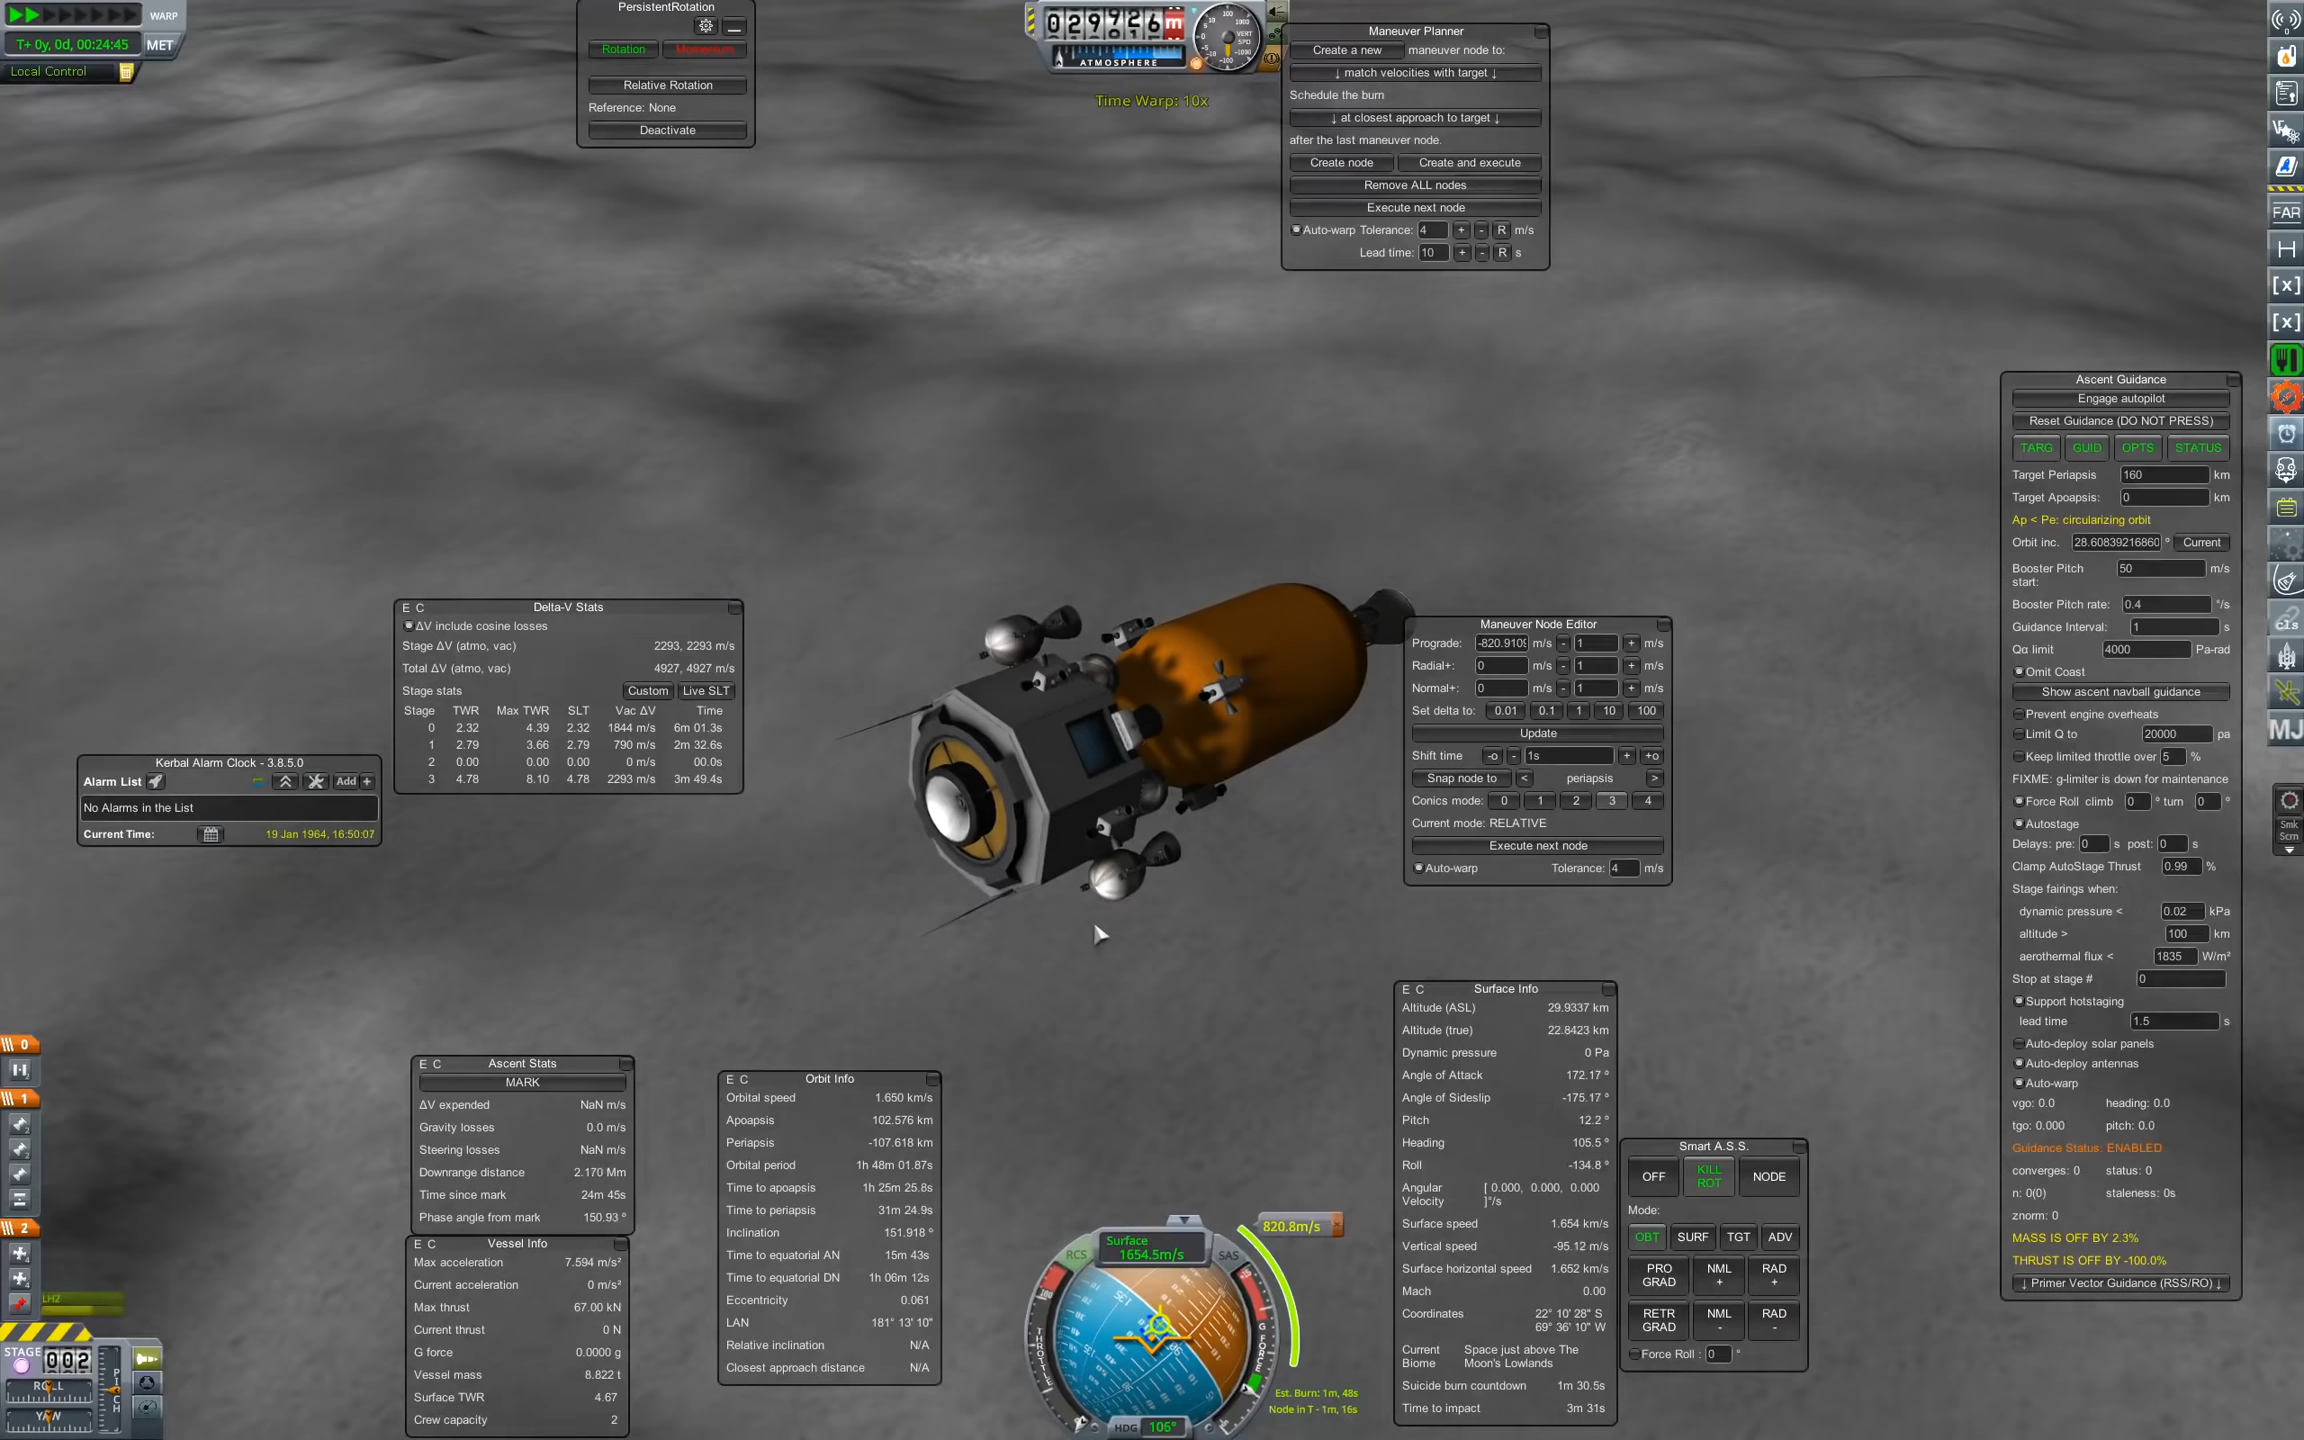 WARP
T+ 0y, 0d, 00:24:45 MET
Local Control
PersistentRotation
Rotation Momentum
Relative Rotation
Reference: None
Deactivate
029926 m
ATMOSPHERE
VERT SPD
Time Warp: 10x
Maneuver Planner
Create a new maneuver node to:
↓ match velocities with target ↓
Schedule the burn
↓ at closest approach to target ↓
after the last maneuver node.
Create node Create and execute
Remove ALL nodes
Execute next node
Auto-warp Tolerance: 4 + - R m/s
Lead time: 10 + - R s
FAR
[x]
[x]
cls
MJ
Smk
Scrn
Ascent Guidance
Engage autopilot
Reset Guidance (DO NOT PRESS)
TARG GUID OPTS STATUS
Target Periapsis 160 km
Target Apoapsis: 0 km
Ap < Pe: circularizing orbit
Orbit inc. 28.60839216860 º Current
Booster Pitch start: 50 m/s
Booster Pitch rate: 0.4 °/s
Guidance Interval: 1 s
Qα limit 4000 Pa-rad
Omit Coast
Show ascent navball guidance
Prevent engine overheats
Limit Q to 20000 pa
Keep limited throttle over 5 %
FIXME: g-limiter is down for maintenance
Force Roll climb 0 º turn 0 º
Autostage
Delays: pre: 0 s post: 0 s
Clamp AutoStage Thrust 0.99 %
Stage fairings when:
dynamic pressure < 0.02 kPa
altitude > 100 km
aerothermal flux < 1835 W/m²
Stop at stage # 0
Support hotstaging
lead time 1.5 s
Auto-deploy solar panels
Auto-deploy antennas
Auto-warp
vgo: 0.0 heading: 0.0
tgo: 0.000 pitch: 0.0
Guidance Status: ENABLED
converges: 0 status: 0
n: 0(0) staleness: 0s
znorm: 0
MASS IS OFF BY 2.3%
THRUST IS OFF BY -100.0%
↓ Primer Vector Guidance (RSS/RO) ↓
E C Delta-V Stats
ΔV include cosine losses
Stage ΔV (atmo, vac) 2293, 2293 m/s
Total ΔV (atmo, vac) 4927, 4927 m/s
Stage stats Custom Live SLT
Stage TWR Max TWR SLT Vac ΔV Time
0 2.32 4.39 2.32 1844 m/s 6m 01.3s
1 2.79 3.66 2.79 790 m/s 2m 32.6s
2 0.00 0.00 0.00 0 m/s 00.0s
3 4.78 8.10 4.78 2293 m/s 3m 49.4s
Kerbal Alarm Clock - 3.8.5.0
Alarm List Add +
No Alarms in the List
Current Time: 19 Jan 1964, 16:50:07
Maneuver Node Editor
Prograde: -820.9109 m/s - 1 + m/s
Radial+: 0 m/s - 1 + m/s
Normal+: 0 m/s - 1 + m/s
Set delta to: 0.01 0.1 1 10 100
Update
Shift time -o - 1s + +o
Snap node to < periapsis >
Conics mode: 0 1 2 3 4
Current mode: RELATIVE
Execute next node
Auto-warp Tolerance: 4 m/s
E C Ascent Stats
MARK
ΔV expended NaN m/s
Gravity losses 0.0 m/s
Steering losses NaN m/s
Downrange distance 2.170 Mm
Time since mark 24m 45s
Phase angle from mark 150.93 º
E C Vessel Info
Max acceleration 7.594 m/s²
Current acceleration 0 m/s²
Max thrust 67.00 kN
Current thrust 0 N
G force 0.0000 g
Vessel mass 8.822 t
Surface TWR 4.67
Crew capacity 2
E C Orbit Info
Orbital speed 1.650 km/s
Apoapsis 102.576 km
Periapsis -107.618 km
Orbital period 1h 48m 01.87s
Time to apoapsis 1h 25m 25.8s
Time to periapsis 31m 24.9s
Inclination 151.918 º
Time to equatorial AN 15m 43s
Time to equatorial DN 1h 06m 12s
Eccentricity 0.061
LAN 181° 13' 10"
Relative inclination N/A
Closest approach distance N/A
E C Surface Info
Altitude (ASL) 29.9337 km
Altitude (true) 22.8423 km
Dynamic pressure 0 Pa
Angle of Attack 172.17 º
Angle of Sideslip -175.17 º
Pitch 12.2 º
Heading 105.5 º
Roll -134.8 º
Angular Velocity [ 0.000, 0.000, 0.000 ]°/s
Surface speed 1.654 km/s
Vertical speed -95.12 m/s
Surface horizontal speed 1.652 km/s
Mach 0.00
Coordinates 22° 10' 28" S
69° 36' 10" W
Current Biome Space just above The Moon's Lowlands
Suicide burn countdown 1m 30.5s
Time to impact 3m 31s
Smart A.S.S.
OFF KILL ROT NODE
Mode:
OBT SURF TGT ADV
PRO GRAD NML + RAD +
RETR GRAD NML - RAD -
Force Roll : 0 °
820.8m/s
Surface
1654.5m/s
RCS SAS
THROTTLE
G FORCE
HDG 106°
Est. Burn: 1m, 48s
Node in T - 1m, 16s
0
1
2
LH2
STAGE 002
ROLL
YAW
PITCH